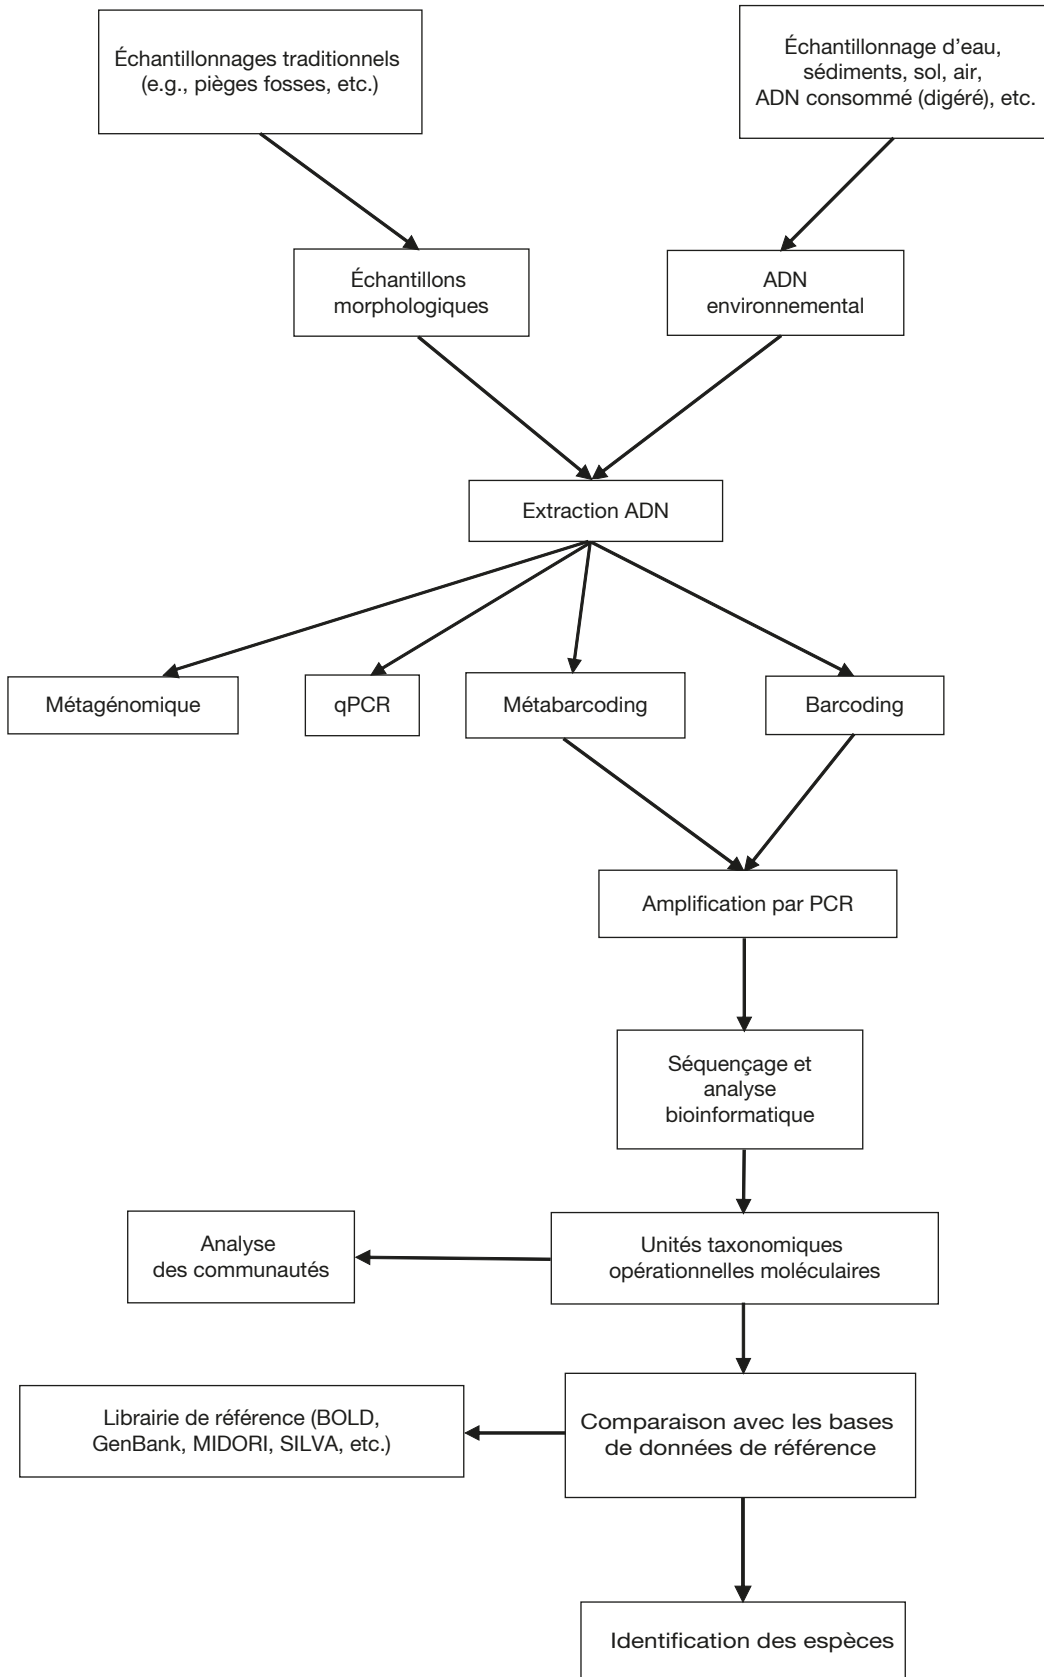 Échantillonnages traditionnels
(e.g., pièges fosses, etc.)
Échantillonnage d’eau,
sédiments, sol, air,
ADN consommé (digéré), etc.
Échantillons
morphologiques
ADN
environnemental
Extraction ADN
Métagénomique
qPCR
Métabarcoding
Barcoding
Amplification par PCR
Séquençage et
analyse
bioinformatique
Analyse
des communautés
Unités taxonomiques
opérationnelles moléculaires
Librairie de référence (BOLD,
GenBank, MIDORI, SILVA, etc.)
Comparaison avec les bases
de données de référence
Identification des espèces